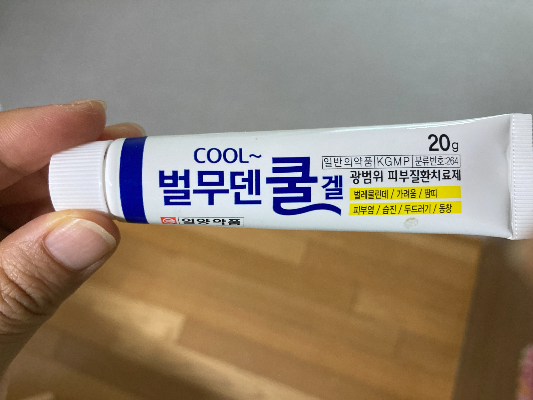 20g
COOL~
일반의약품 KGMP 분류번호:264
벌무덴쿨겔
광범위 피부질환치료제
벌레물린데 / 가려움 / 땀띠
피부염 / 습진 / 두드러기 / 동창
일양약품